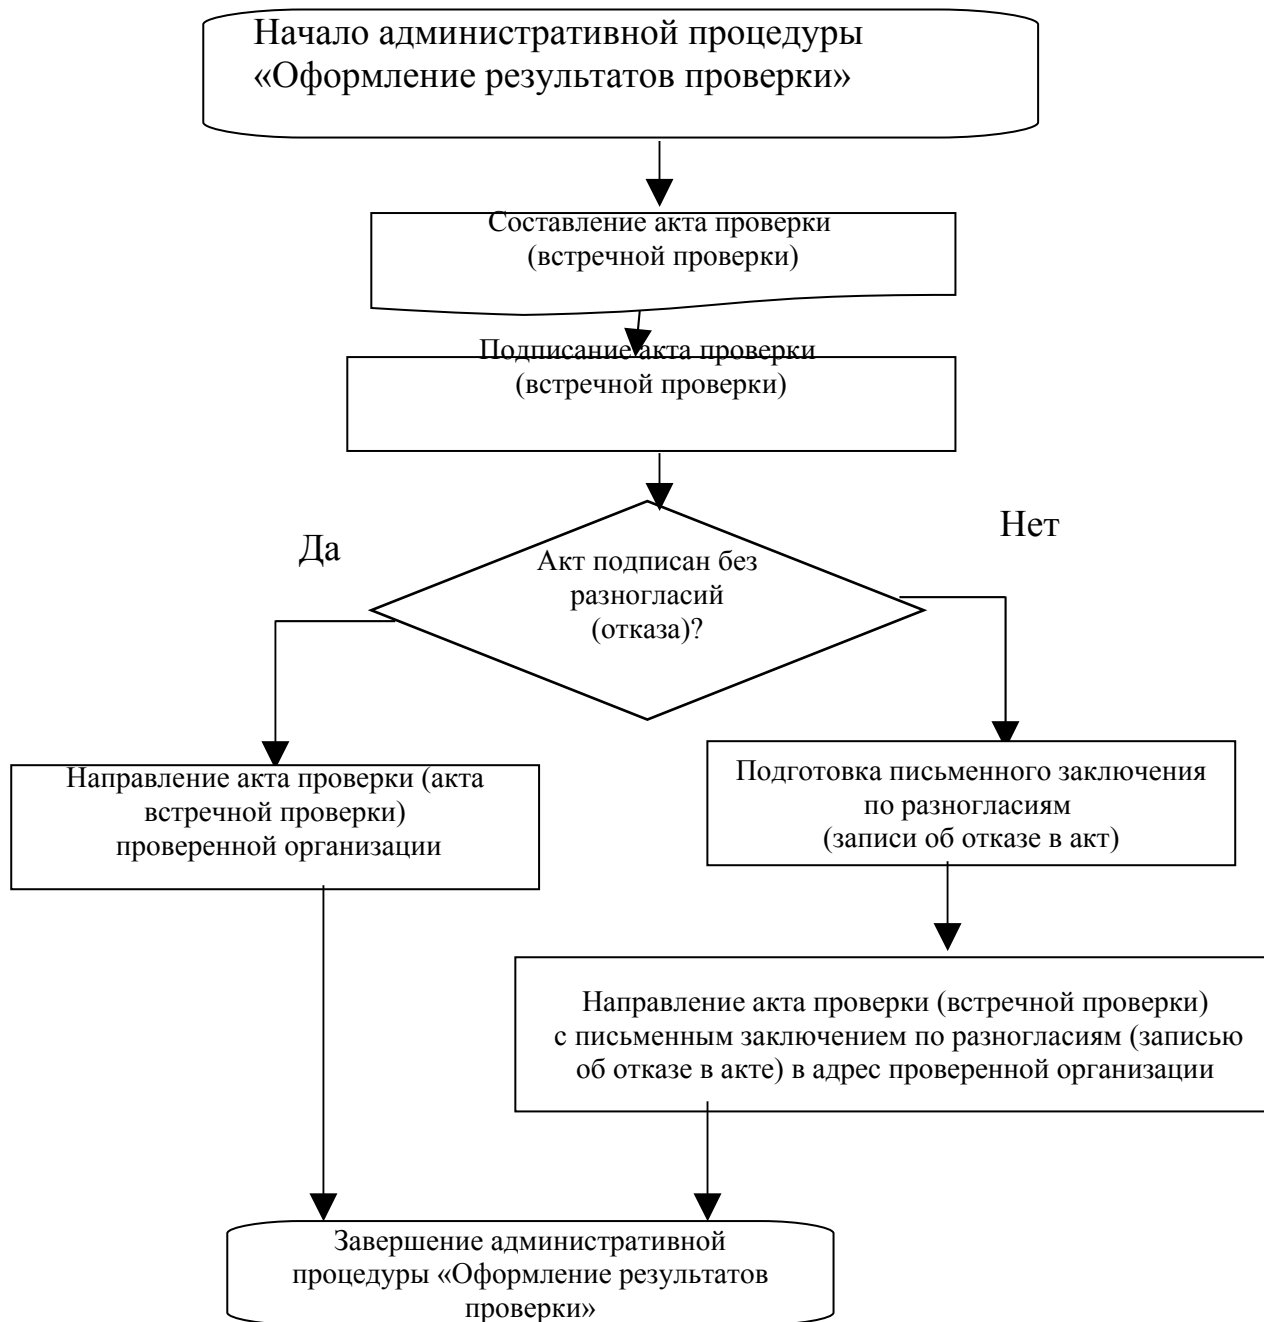 Начало административной процедуры
«Оформление результатов проверки»
Составление акта проверки
(встречной проверки)
Подписание акта проверки
(встречной проверки)
Да
Нет
Акт подписан без
разногласий
(отказа)?
Направление акта проверки (акта
встречной проверки)
проверенной организации
Подготовка письменного заключения
по разногласиям
(записи об отказе в акт)
Направление акта проверки (встречной проверки)
с письменным заключением по разногласиям (записью
об отказе в акте) в адрес проверенной организации
Завершение административной
процедуры «Оформление результатов
проверки»